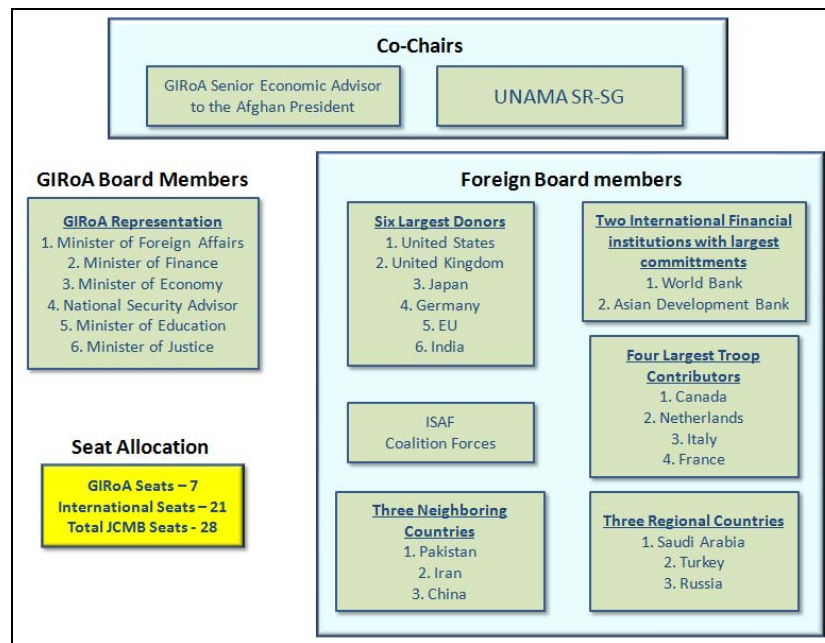 Co-Chairs
GIRoA Senior Economic Advisor
to the Afghan President
UNAMA SR-SG
GIRoA Board Members
GIRoA Representation
1. Minister of Foreign Affairs
2. Minister of Finance
3. Minister of Economy
4. National Security Advisor
5. Minister of Education
6. Minister of Justice
Seat Allocation
GIRoA Seats – 7
International Seats – 21
Total JCMB Seats - 28
Foreign Board members
Six Largest Donors
1. United States
2. United Kingdom
3. Japan
4. Germany
5. EU
6. India
Two International Financial
institutions with largest
committments
1. World Bank
2. Asian Development Bank
ISAF
Coalition Forces
Four Largest Troop
Contributors
1. Canada
2. Netherlands
3. Italy
4. France
Three Neighboring
Countries
1. Pakistan
2. Iran
3. China
Three Regional Countries
1. Saudi Arabia
2. Turkey
3. Russia